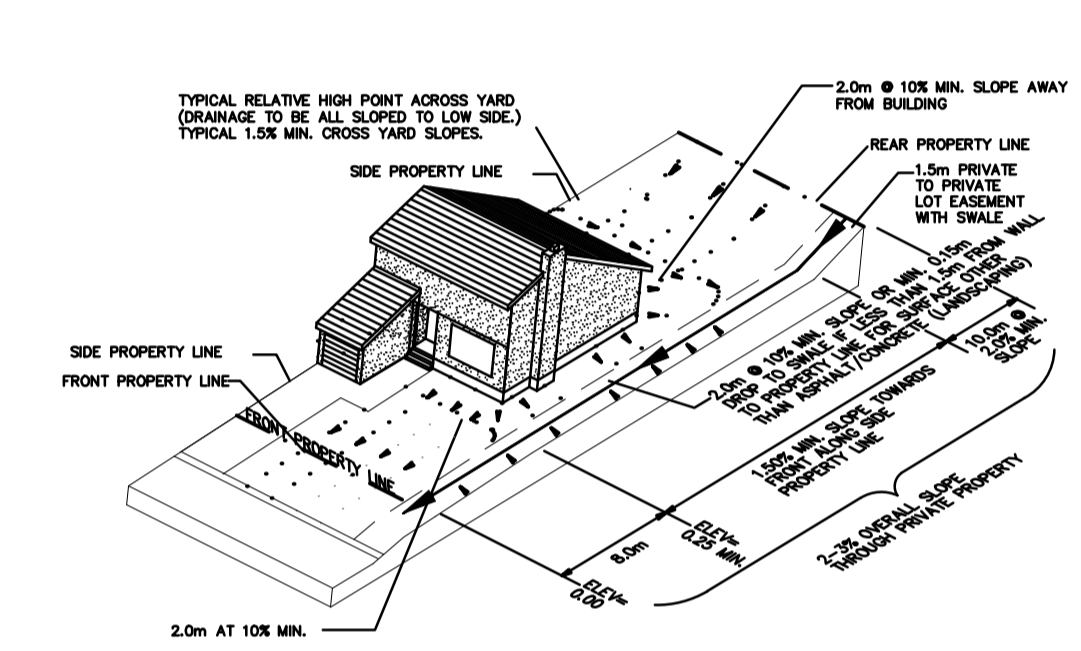 TYPICAL RELATIVE HIGH POINT ACROSS YARD
(DRAINAGE TO BE ALL SLOPED TO LOW SIDE.)
TYPICAL 1.5% MIN. CROSS YARD SLOPES.
2.0m @ 10% MIN. SLOPE AWAY
FROM BUILDING
SIDE PROPERTY LINE
REAR PROPERTY LINE
1.5m PRIVATE
TO PRIVATE
LOT EASEMENT
WITH SWALE
2.0m @ 10% MIN. SLOPE OR MIN. 0.15m
DROP TO SWALE IF LESS THAN 1.5m FROM WALL
TO PROPERTY LINE FOR SURFACE OTHER
THAN ASPHALT/CONCRETE (LANDSCAPING)
10.0m @
2.0% MIN.
SLOPE
SIDE PROPERTY LINE
FRONT PROPERTY LINE
FRONT PROPERTY LINE
1.50% MIN. SLOPE TOWARDS
FRONT ALONG SIDE
PROPERTY LINE
2-3% OVERALL SLOPE
THROUGH PRIVATE PROPERTY
ELEV=
0.25 MIN.
8.0m
ELEV=
0.00
2.0m AT 10% MIN.